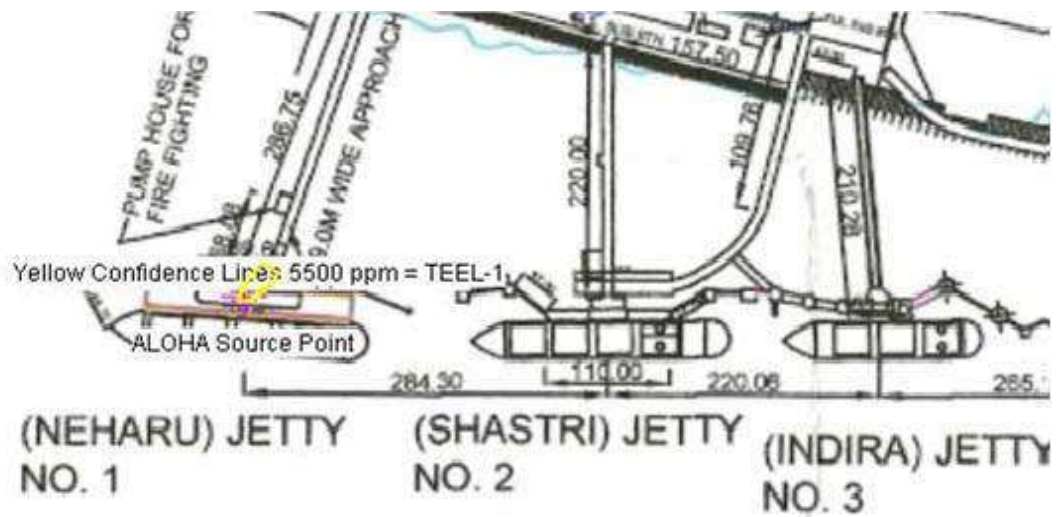 PUMP HOUSE FOR
FIRE FIGHTING
286.75
9.0M WIDE APPROACH
157.50
220.00
109.76
210.28
Yellow Confidence Lines 5500 ppm = TEEL-1
ALOHA Source Point
284.30
110.00
220.06
(NEHARU) JETTY
NO. 1
(SHASTRI) JETTY
NO. 2
(INDIRA) JETTY
NO. 3